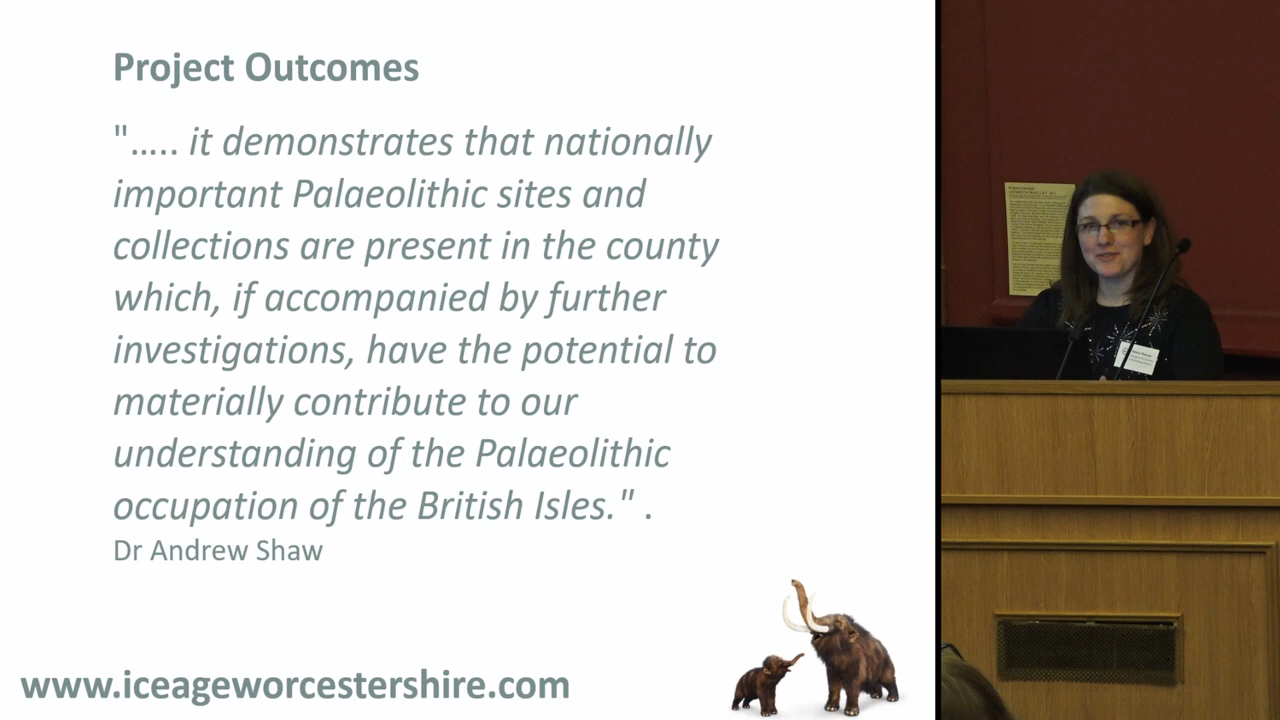 Project Outcomes
"….. it demonstrates that nationally
important Palaeolithic sites and
collections are present in the county
which, if accompanied by further
investigations, have the potential to
materially contribute to our
understanding of the Palaeolithic
occupation of the British Isles." .
Dr Andrew Shaw
www.iceageworcestershire.com